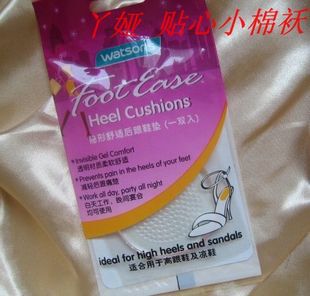 丫娅 贴心小棉袄
watsons
Foot Ease
Heel Cushions
隐形舒适后跟鞋垫（一双入）
• Invisible Gel Comfort
透明材质柔软舒适
• Prevents pain in the heels of your feet
减轻后跟痛楚
• Work all day, party all night
白天工作、晚间宴会
均可使用
ideal for high heels and sandals
适合用于高跟鞋及凉鞋